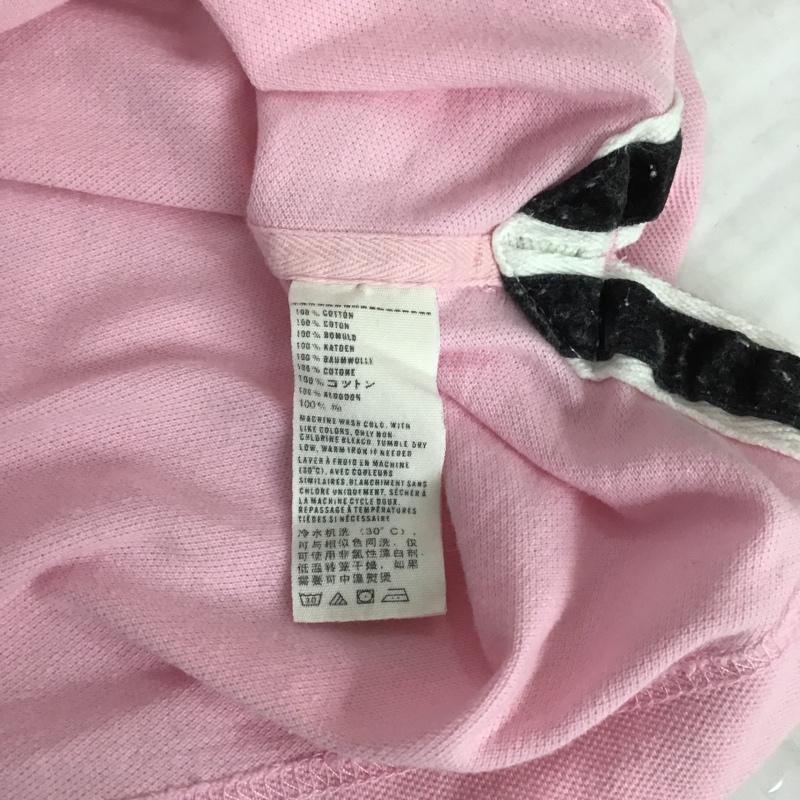 100% COTTON
100% COTON
100% BOMULD
100% KATOEN
100% BAUMWOLLE
100% COTONE
100% コットン
100% ALGODON
100% 棉
MACHINE WASH COLD, WITH
LIKE COLORS, ONLY NON-
CHLORINE BLEACH, TUMBLE DRY
LOW, WARM IRON IF NEEDED
LAVER À FROID EN MACHINE
(30°C), AVEC COULEURS
SIMILAIRES, BLANCHIMENT SANS
CHLORE UNIQUEMENT, SÉCHER À
LA MACHINE CYCLE DOUX,
REPASSAGE À TEMPÉRATURES
TIÈDES SI NÉCESSAIRE
冷水机洗（30°C），
可与相似色同洗，仅
可使用非氯性漂白剂，
低温转笼干燥，如果
需要可中温熨烫
30